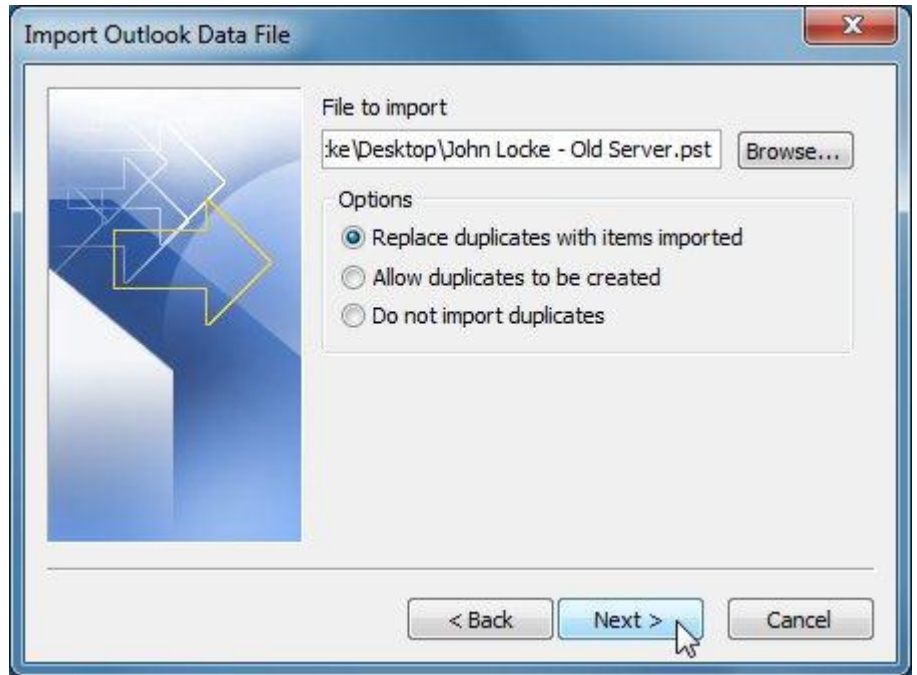 Import Outlook Data File
File to import
:ke\Desktop\John Locke - Old Server.pst
Browse...
Options
Replace duplicates with items imported
Allow duplicates to be created
Do not import duplicates
< Back
Next >
Cancel